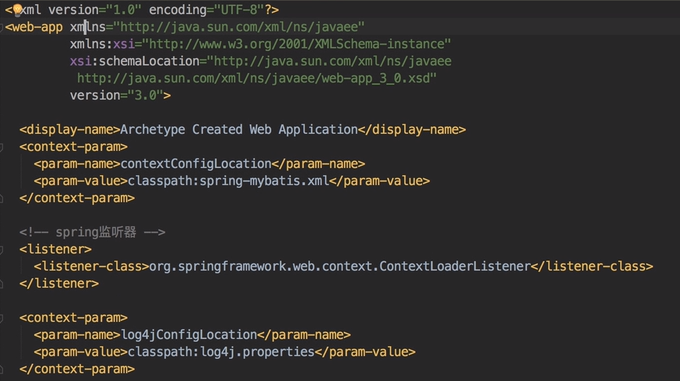 <?xml version="1.0" encoding="UTF-8"?>
<web-app xmlns="http://java.sun.com/xml/ns/javaee"
xmlns:xsi="http://www.w3.org/2001/XMLSchema-instance"
xsi:schemaLocation="http://java.sun.com/xml/ns/javaee
http://java.sun.com/xml/ns/javaee/web-app_3_0.xsd"
version="3.0">
<display-name>Archetype Created Web Application</display-name>
<context-param>
<param-name>contextConfigLocation</param-name>
<param-value>classpath:spring-mybatis.xml</param-value>
</context-param>
<!-- spring监听器 -->
<listener>
<listener-class>org.springframework.web.context.ContextLoaderListener</listener-class>
</listener>
<context-param>
<param-name>log4jConfigLocation</param-name>
<param-value>classpath:log4j.properties</param-value>
</context-param>